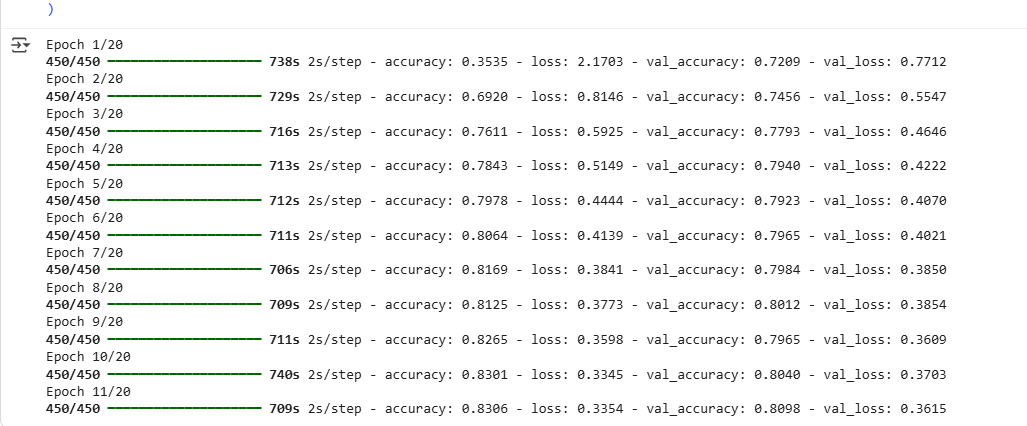 )
Epoch 1/20
450/450 ━━━━━━━━━━━━━━━━━━━━ 738s 2s/step - accuracy: 0.3535 - loss: 2.1703 - val_accuracy: 0.7209 - val_loss: 0.7712
Epoch 2/20
450/450 ━━━━━━━━━━━━━━━━━━━━ 729s 2s/step - accuracy: 0.6920 - loss: 0.8146 - val_accuracy: 0.7456 - val_loss: 0.5547
Epoch 3/20
450/450 ━━━━━━━━━━━━━━━━━━━━ 716s 2s/step - accuracy: 0.7611 - loss: 0.5925 - val_accuracy: 0.7793 - val_loss: 0.4646
Epoch 4/20
450/450 ━━━━━━━━━━━━━━━━━━━━ 713s 2s/step - accuracy: 0.7843 - loss: 0.5149 - val_accuracy: 0.7940 - val_loss: 0.4222
Epoch 5/20
450/450 ━━━━━━━━━━━━━━━━━━━━ 712s 2s/step - accuracy: 0.7978 - loss: 0.4444 - val_accuracy: 0.7923 - val_loss: 0.4070
Epoch 6/20
450/450 ━━━━━━━━━━━━━━━━━━━━ 711s 2s/step - accuracy: 0.8064 - loss: 0.4139 - val_accuracy: 0.7965 - val_loss: 0.4021
Epoch 7/20
450/450 ━━━━━━━━━━━━━━━━━━━━ 706s 2s/step - accuracy: 0.8169 - loss: 0.3841 - val_accuracy: 0.7984 - val_loss: 0.3850
Epoch 8/20
450/450 ━━━━━━━━━━━━━━━━━━━━ 709s 2s/step - accuracy: 0.8125 - loss: 0.3773 - val_accuracy: 0.8012 - val_loss: 0.3854
Epoch 9/20
450/450 ━━━━━━━━━━━━━━━━━━━━ 711s 2s/step - accuracy: 0.8265 - loss: 0.3598 - val_accuracy: 0.7965 - val_loss: 0.3609
Epoch 10/20
450/450 ━━━━━━━━━━━━━━━━━━━━ 740s 2s/step - accuracy: 0.8301 - loss: 0.3345 - val_accuracy: 0.8040 - val_loss: 0.3703
Epoch 11/20
450/450 ━━━━━━━━━━━━━━━━━━━━ 709s 2s/step - accuracy: 0.8306 - loss: 0.3354 - val_accuracy: 0.8098 - val_loss: 0.3615